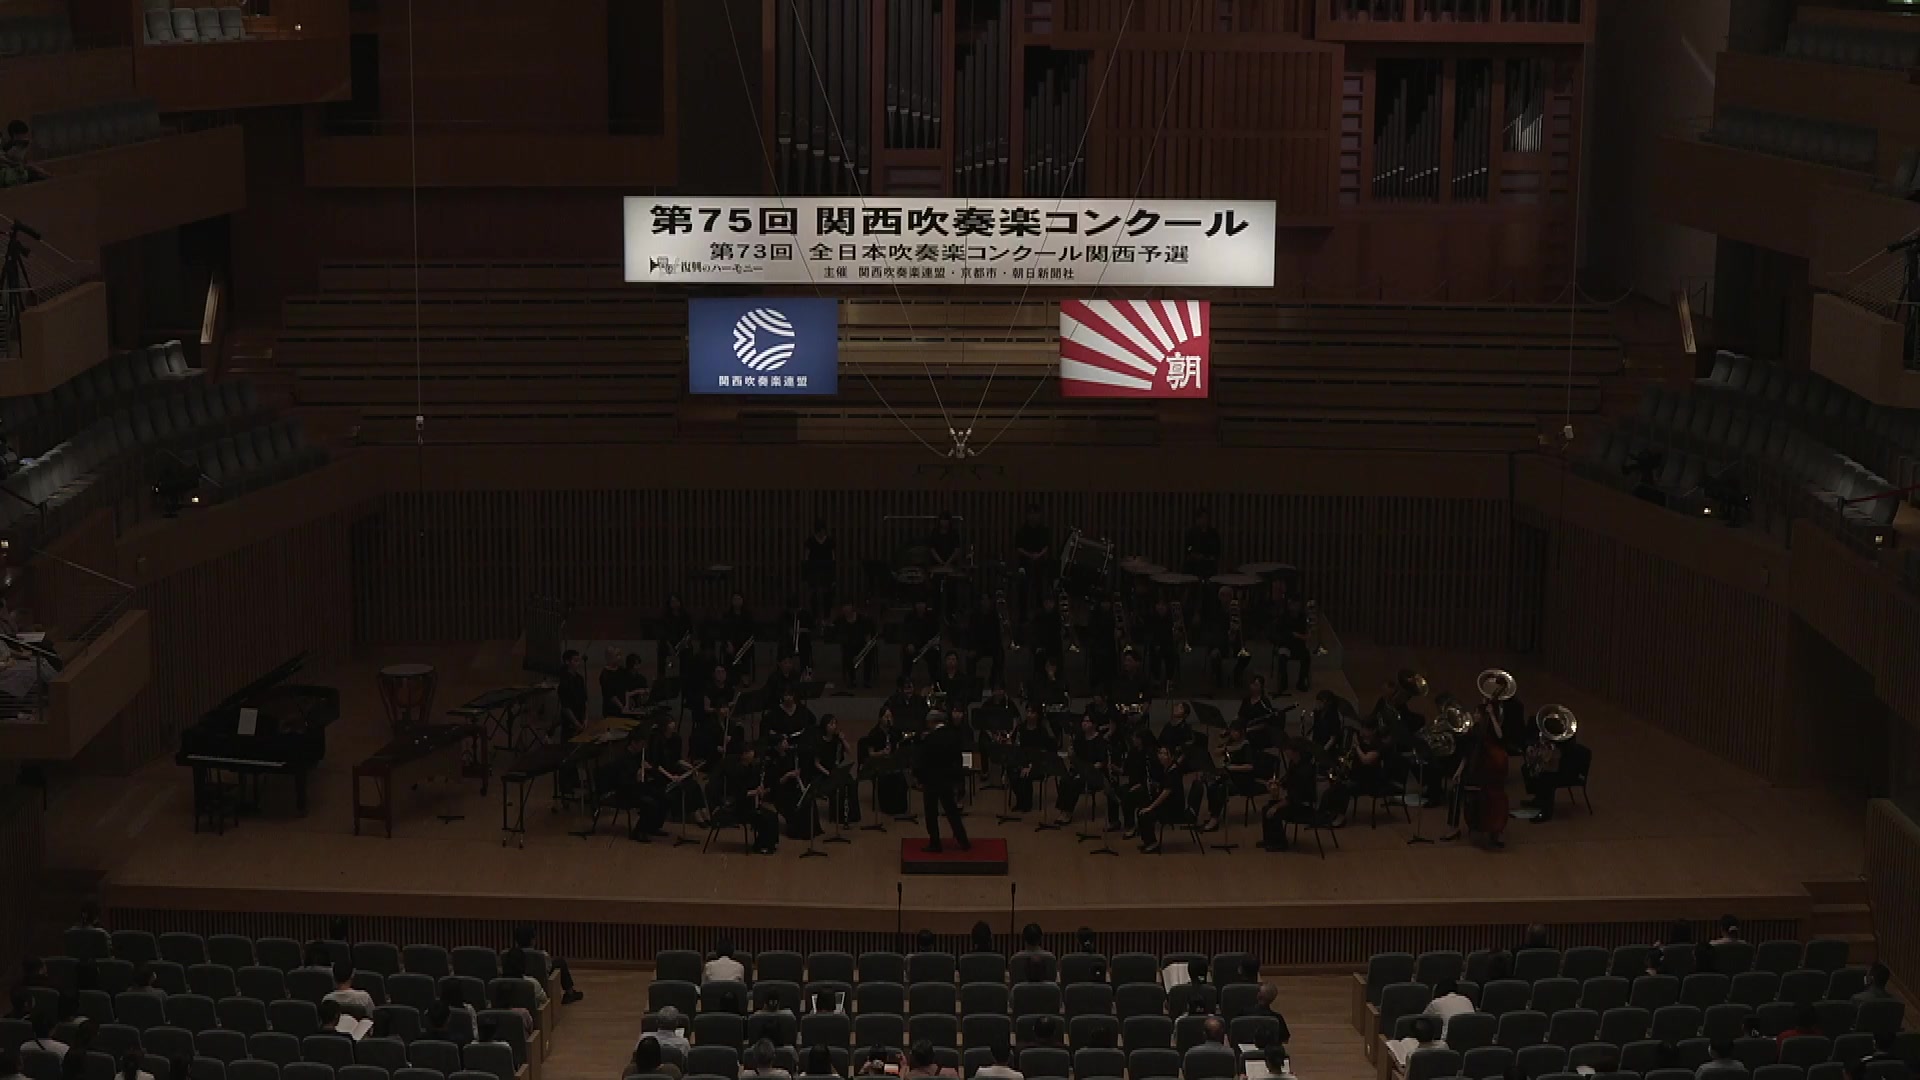 第75回 関西吹奏楽コンクール
第73回 全日本吹奏楽コンクール関西予選
復興のハーモニー
主催 関西吹奏楽連盟・京都市・朝日新聞社
関西吹奏楽連盟
朝